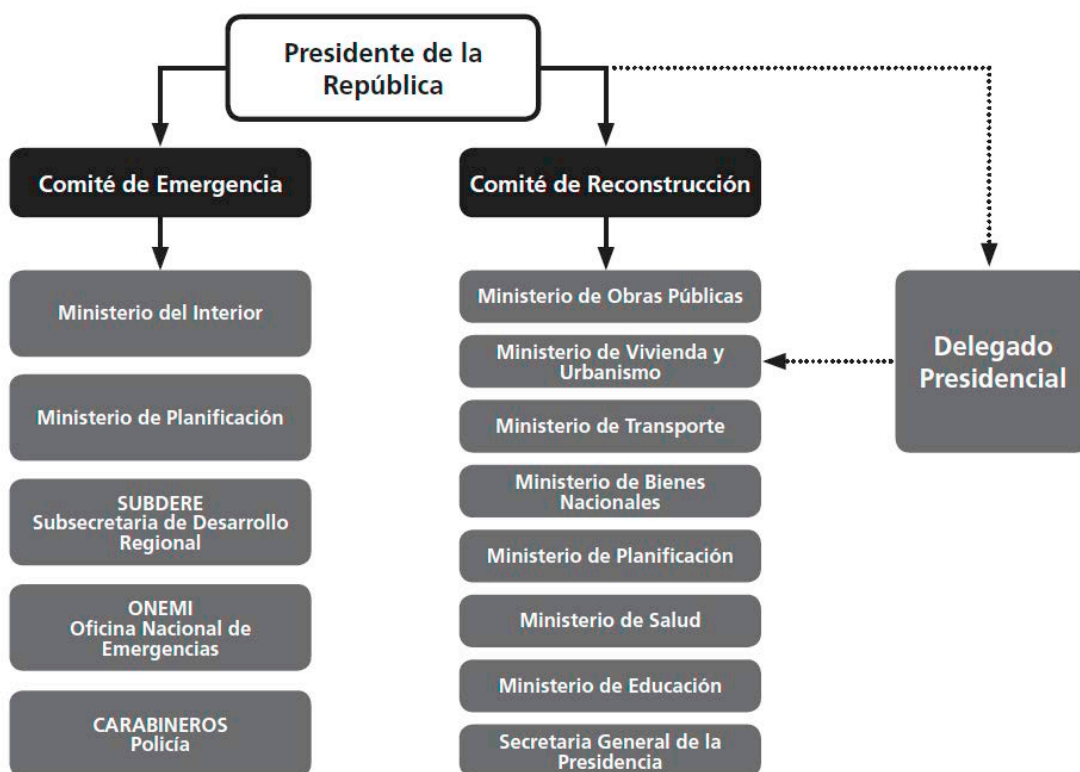 Presidente de la
República
Comité de Emergencia
Ministerio del Interior
Ministerio de Planificación
SUBDERE
Subsecretaria de Desarrollo
Regional
ONEMI
Oficina Nacional de
Emergencias
CARABINEROS
Policía
Comité de Reconstrucción
Ministerio de Obras Públicas
Ministerio de Vivienda y
Urbanismo
Ministerio de Transporte
Ministerio de Bienes
Nacionales
Ministerio de Planificación
Ministerio de Salud
Ministerio de Educación
Secretaria General de la
Presidencia
Delegado
Presidencial